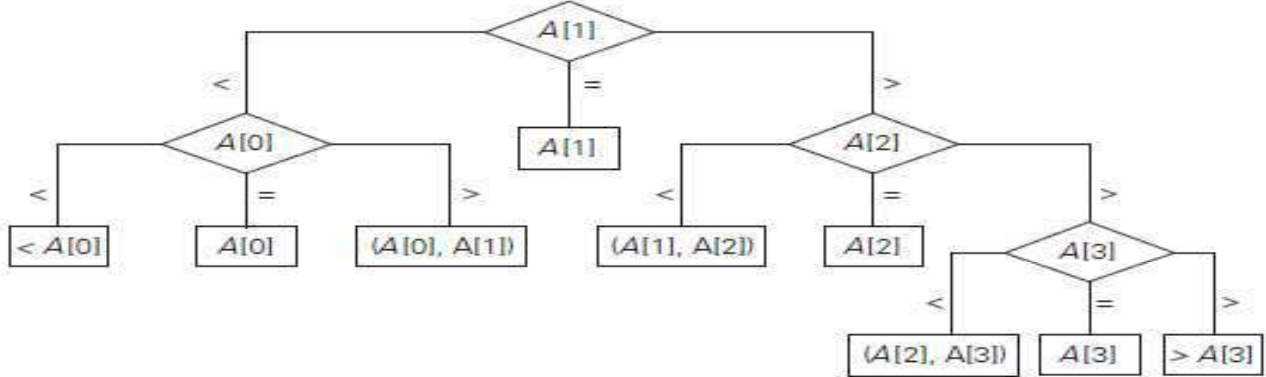 A[1]
< = >
A[0] A[1] A[2]
< = > < = >
< A[0] A[0] (A[0], A[1]) (A[1], A[2]) A[2] A[3]
< = >
(A[2], A[3]) A[3] > A[3]